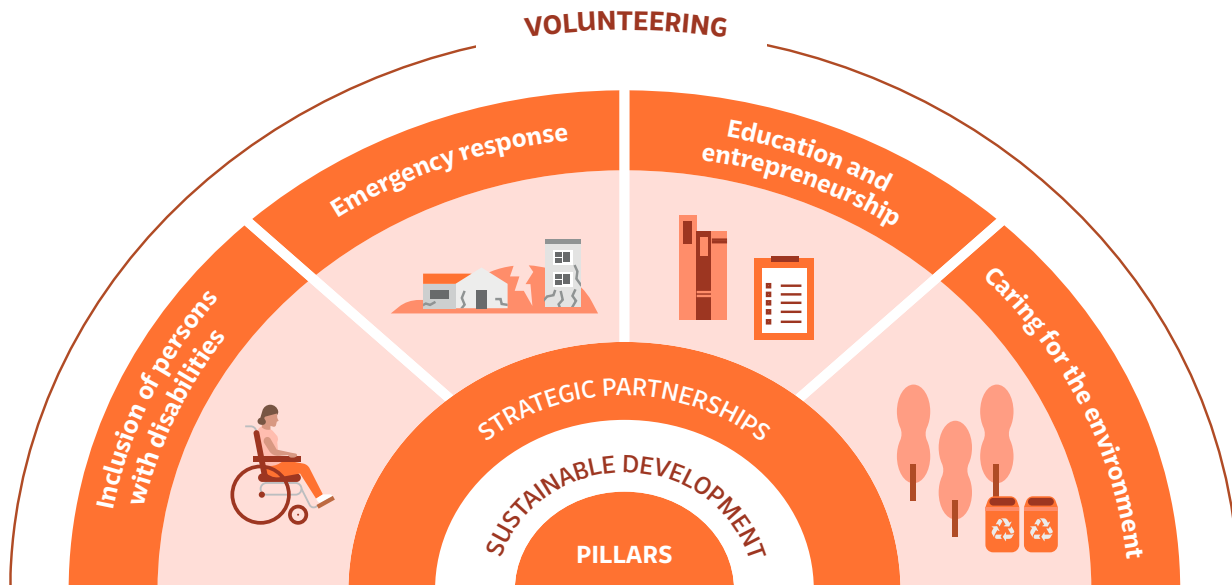 VOLUNTEERING
Emergency response
Education and
entrepreneurship
Inclusion of persons
with disabilities
Caring for the environment
STRATEGIC PARTNERSHIPS
SUSTAINABLE DEVELOPMENT
PILLARS